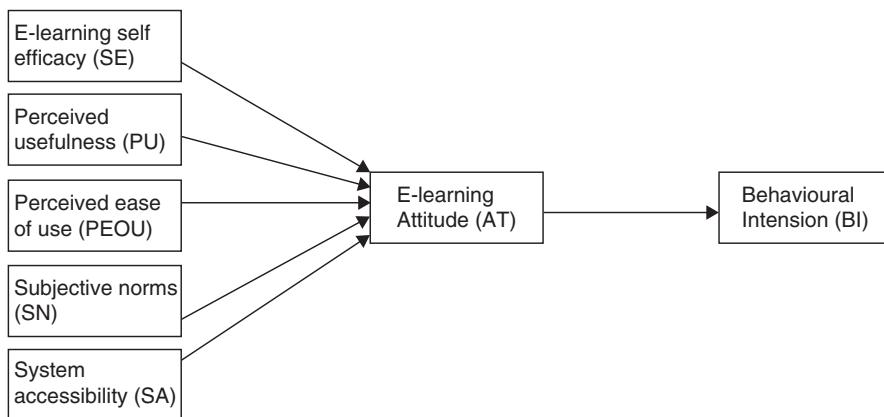 E-learning self
efficacy (SE)
Perceived
usefulness (PU)
Perceived ease
of use (PEOU)
Subjective norms
(SN)
System
accessibility (SA)
E-learning
Attitude (AT)
Behavioural
Intension (BI)